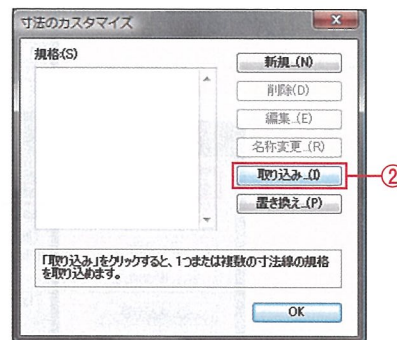 寸法のカスタマイズ
規格:(S)
新規...(N)
削除(D)
編集...(E)
名称変更...(R)
取り込み...(I)
②
置き換え...(P)
「取り込み」をクリックすると、1つまたは複数の寸法線の規格
を取り込めます。
OK